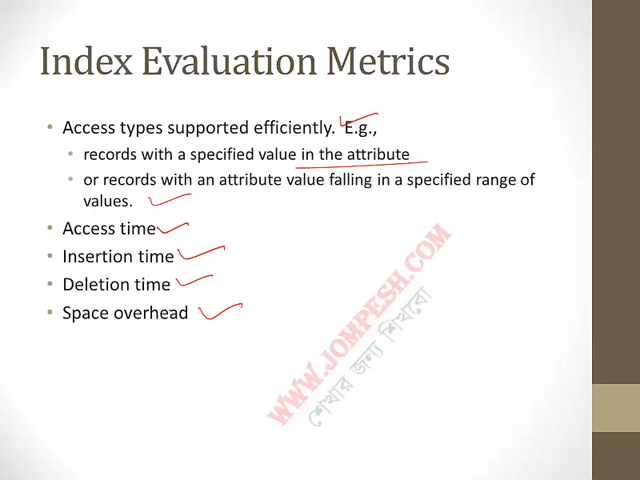 Index Evaluation Metrics
• Access types supported efficiently. E.g.,
• records with a specified value in the attribute
• or records with an attribute value falling in a specified range of
values.
• Access time
• Insertion time
• Deletion time
• Space overhead
WWW.JOMPESH.COM
শেখার জন্য শিখবো